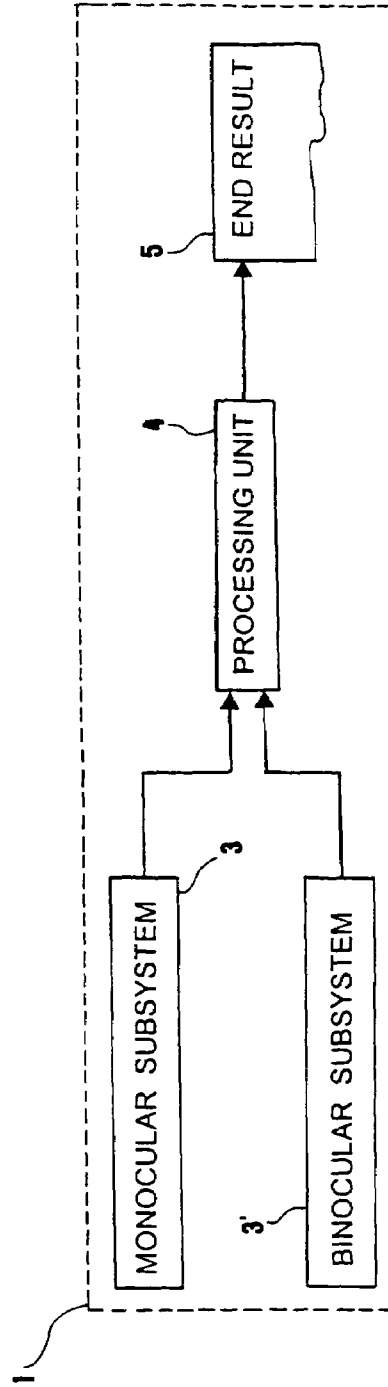 1
MONOCULAR SUBSYSTEM
3
BINOCULAR SUBSYSTEM
3'
PROCESSING UNIT
4
END RESULT
5